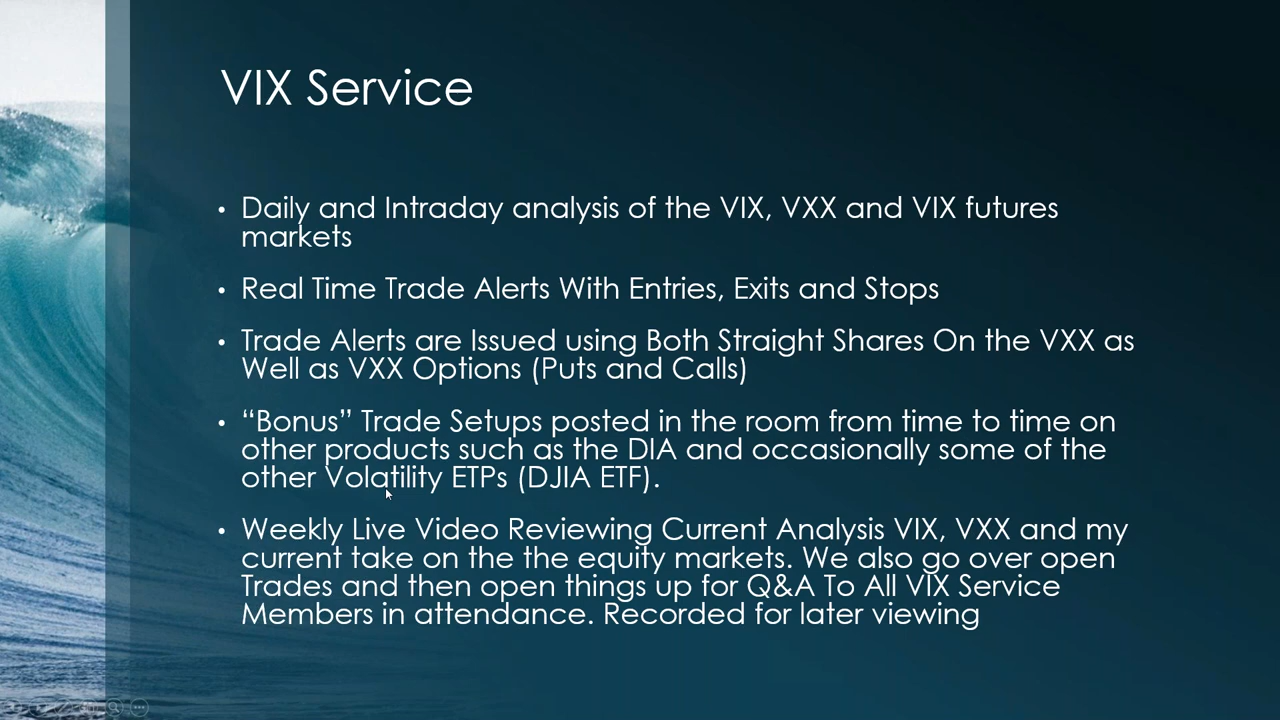 VIX Service
• Daily and Intraday analysis of the VIX, VXX and VIX futures
markets
• Real Time Trade Alerts With Entries, Exits and Stops
• Trade Alerts are Issued using Both Straight Shares On the VXX as
Well as VXX Options (Puts and Calls)
• “Bonus” Trade Setups posted in the room from time to time on
other products such as the DIA and occasionally some of the
other Volatility ETPs (DJIA ETF).
• Weekly Live Video Reviewing Current Analysis VIX, VXX and my
current take on the the equity markets. We also go over open
Trades and then open things up for Q&A To All VIX Service
Members in attendance. Recorded for later viewing